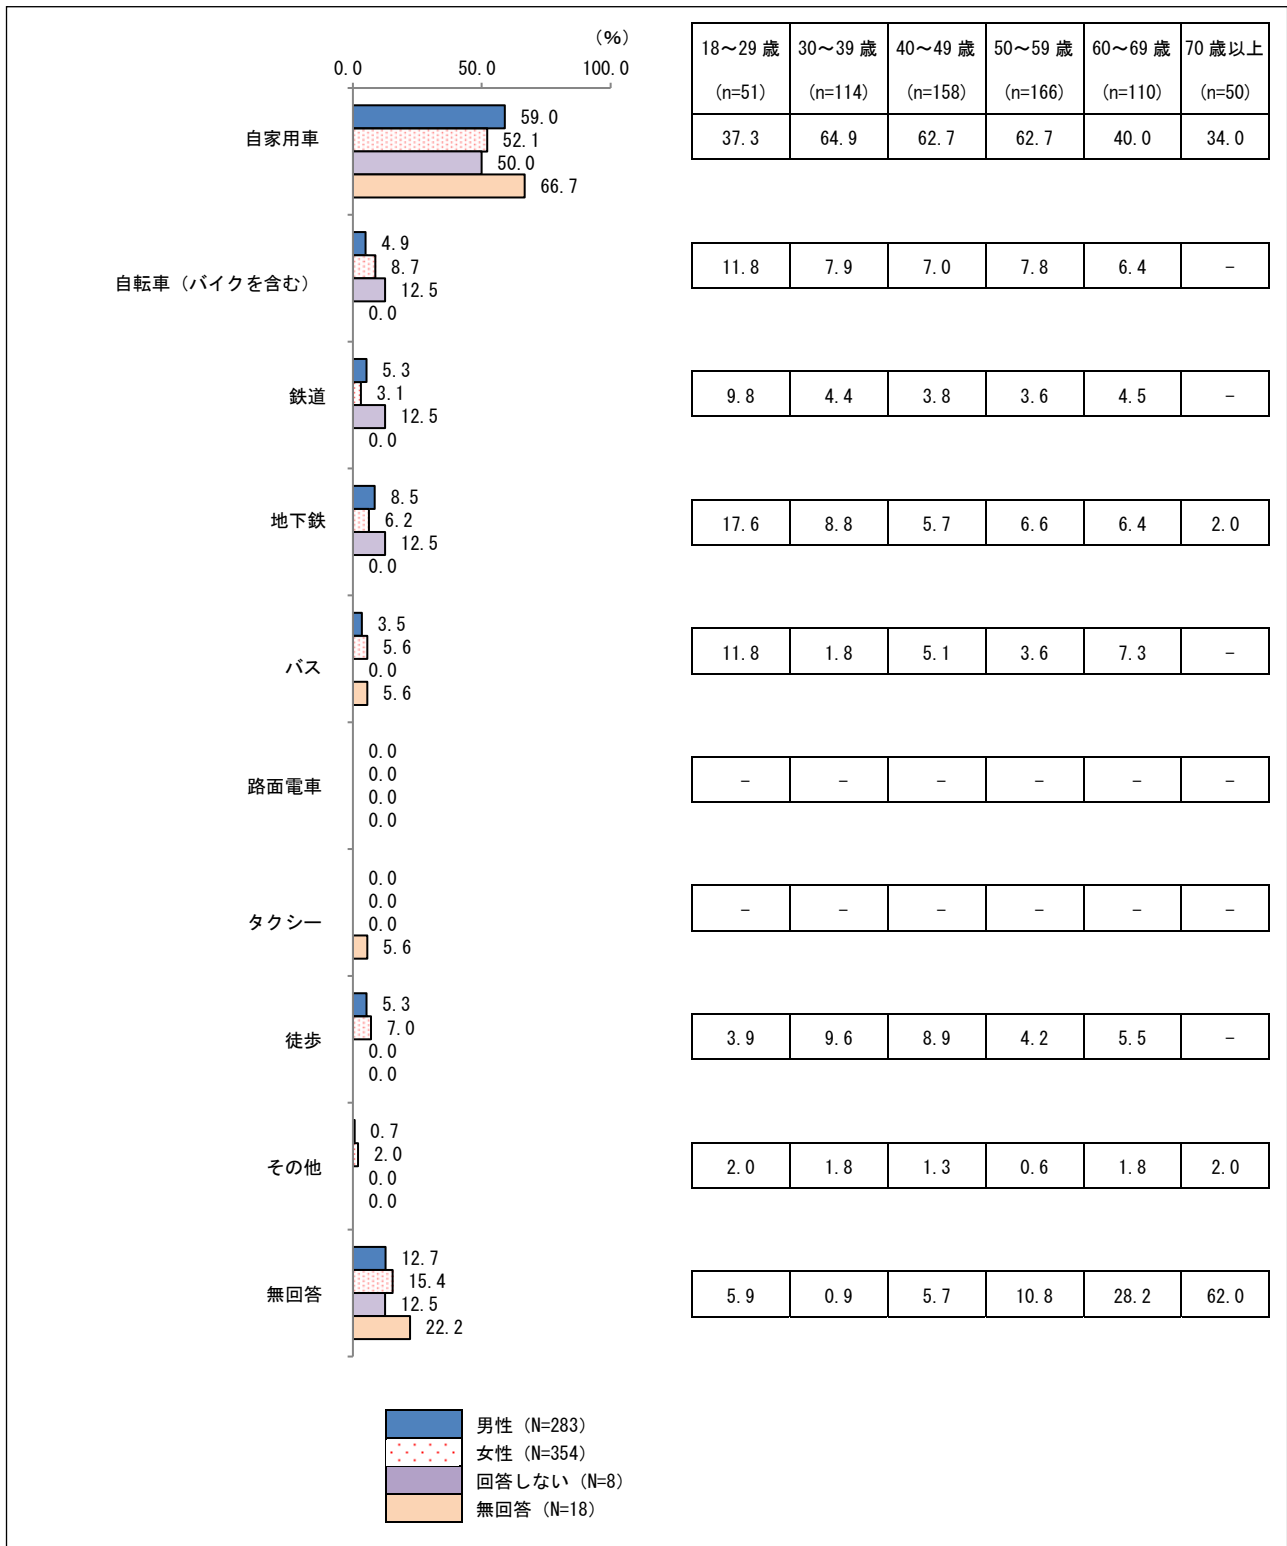 (%)
0.0 50.0 100.0
18～29 歳 30～39 歳 40～49 歳 50～59 歳 60～69 歳 70 歳以上
(n=51) (n=114) (n=158) (n=166) (n=110) (n=50)
自家用車
59.0
52.1
50.0
66.7
37.3 64.9 62.7 62.7 40.0 34.0
自転車（バイクを含む）
4.9
8.7
12.5
0.0
11.8 7.9 7.0 7.8 6.4 －
鉄道
5.3
3.1
12.5
0.0
9.8 4.4 3.8 3.6 4.5 －
地下鉄
8.5
6.2
12.5
0.0
17.6 8.8 5.7 6.6 6.4 2.0
バス
3.5
5.6
0.0
5.6
11.8 1.8 5.1 3.6 7.3 －
路面電車
0.0
0.0
0.0
0.0
－ － － － － －
タクシー
0.0
0.0
0.0
5.6
－ － － － － －
徒歩
5.3
7.0
0.0
0.0
3.9 9.6 8.9 4.2 5.5 －
その他
0.7
2.0
0.0
0.0
2.0 1.8 1.3 0.6 1.8 2.0
無回答
12.7
15.4
12.5
22.2
5.9 0.9 5.7 10.8 28.2 62.0
男性（N=283）
女性（N=354）
回答しない（N=8）
無回答（N=18）